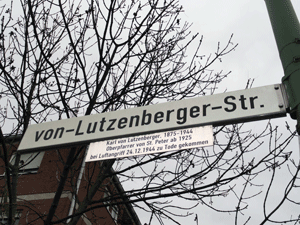 von-Lutzenberger-Str.
Karl von Lutzenberger, 1875-1944
Oberpfarrer von St. Peter ab 1925
bei Luftangriff 24.12.1944 zu Tode gekommen